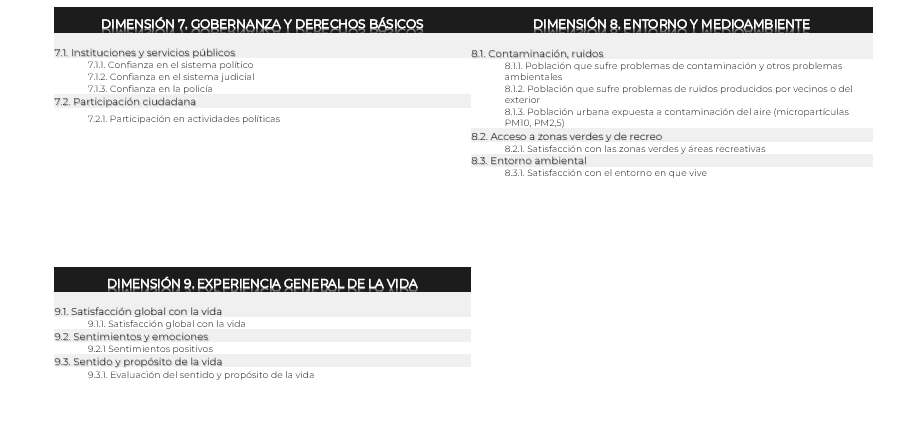 DIMENSIÓN 7. GOBERNANZA Y DERECHOS BÁSICOS
7.1. Instituciones y servicios públicos
7.1.1. Confianza en el sistema político
7.1.2. Confianza en el sistema judicial
7.1.3. Confianza en la policía
7.2. Participación ciudadana
7.2.1. Participación en actividades políticas
DIMENSIÓN 8. ENTORNO Y MEDIOAMBIENTE
8.1. Contaminación, ruidos
8.1.1. Población que sufre problemas de contaminación y otros problemas
ambientales
8.1.2. Población que sufre problemas de ruidos producidos por vecinos o del
exterior
8.1.3. Población urbana expuesta a contaminación del aire (micropartículas
PM10, PM2,5)
8.2. Acceso a zonas verdes y de recreo
8.2.1. Satisfacción con las zonas verdes y áreas recreativas
8.3. Entorno ambiental
8.3.1. Satisfacción con el entorno en que vive
DIMENSIÓN 9. EXPERIENCIA GENERAL DE LA VIDA
9.1. Satisfacción global con la vida
9.1.1. Satisfacción global con la vida
9.2. Sentimientos y emociones
9.2.1 Sentimientos positivos
9.3. Sentido y propósito de la vida
9.3.1. Evaluación del sentido y propósito de la vida